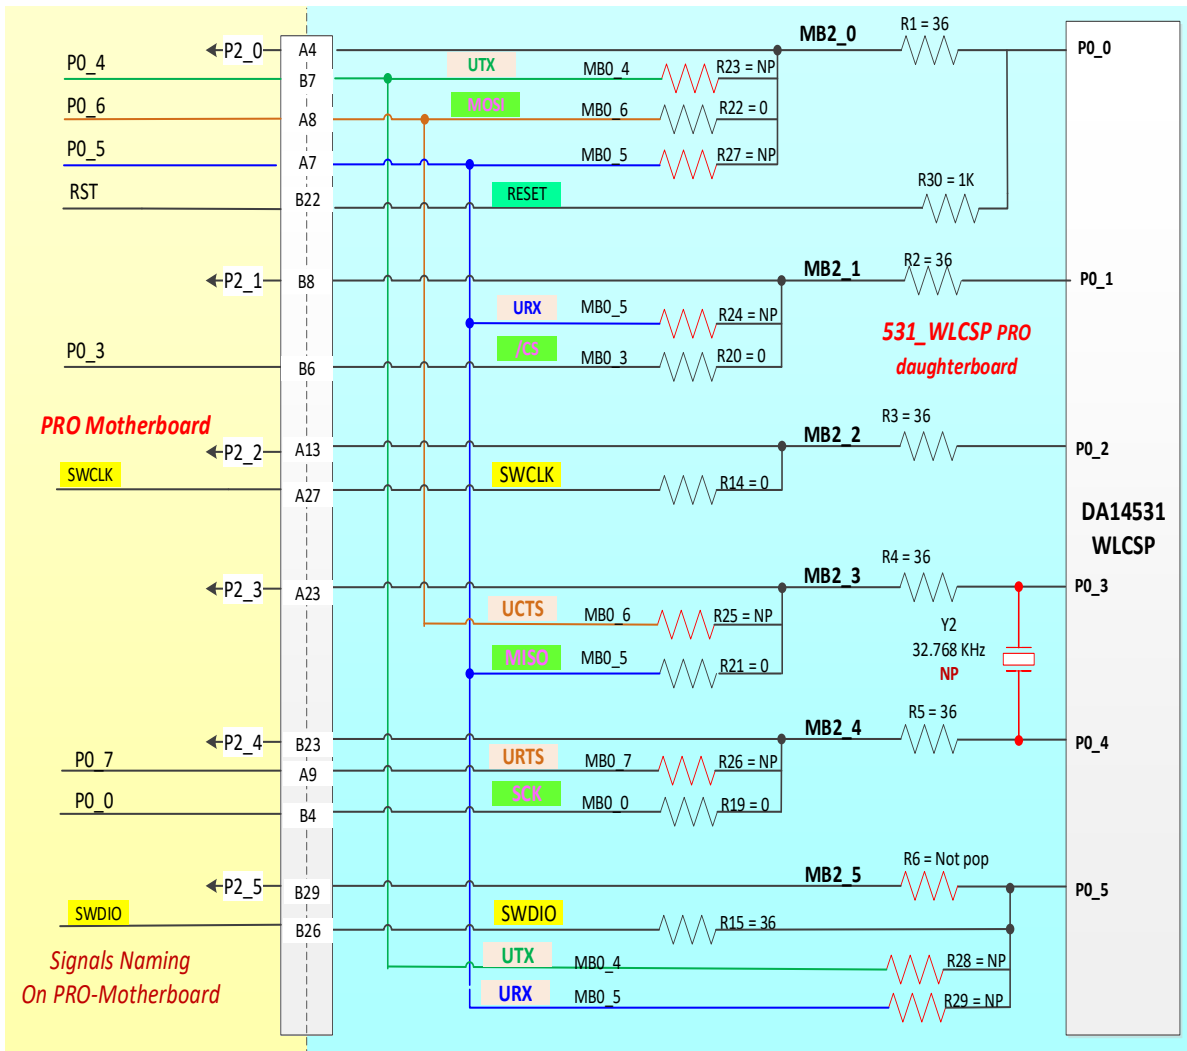 R1 = 36
MB2_0
P2_0 A4 P0_0
P0_4 UTX MB0_4 R23 = NP
B7
P0_6 MOSI MB0_6 R22 = 0
A8
P0_5 MB0_5 R27 = NP
A7
RST RESET R30 = 1K
B22
MB2_1 R2 = 36
P2_1 B8 P0_1
URX MB0_5 R24 = NP
531_WLCSP PRO
daughterboard
P0_3 /CS MB0_3 R20 = 0
B6
PRO Motherboard
R3 = 36
MB2_2
P2_2 A13 P0_2
SWCLK SWCLK R14 = 0
A27
DA14531
WLCSP
R4 = 36
MB2_3
P2_3 A23 P0_3
UCTS MB0_6 R25 = NP
Y2
32.768 KHz
NP
MISO MB0_5 R21 = 0
R5 = 36
MB2_4
P2_4 B23 P0_4
P0_7 URTS MB0_7 R26 = NP
A9
P0_0 SCK MB0_0 R19 = 0
B4
R6 = Not pop
MB2_5
P2_5 B29 P0_5
SWDIO SWDIO R15 = 36
B26
Signals Naming
On PRO-Motherboard
UTX MB0_4 R28 = NP
URX MB0_5 R29 = NP